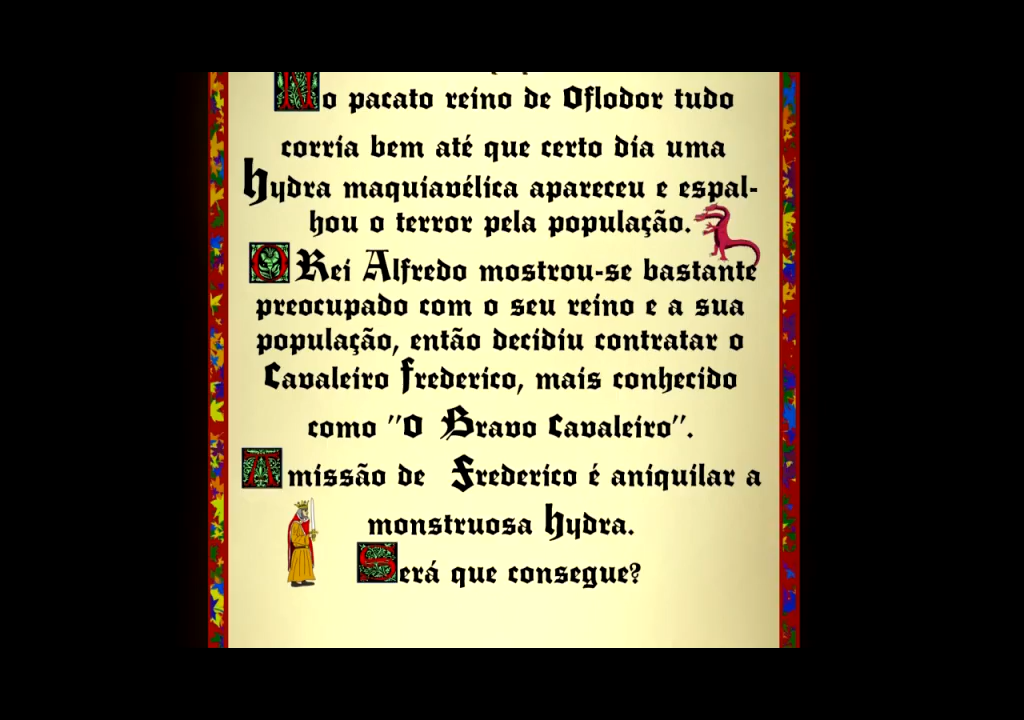 No pacato reino de Oflodor tudo
corria bem até que certo dia uma
Hydra maquiavélica apareceu e espal-
hou o terror pela população.
O Rei Alfredo mostrou-se bastante
preocupado com o seu reino e a sua
população, então decidiu contratar o
Cavaleiro Frederico, mais conhecido
como "O Bravo Cavaleiro".
A missão de Frederico é aniquilar a
monstruosa Hydra.
Será que consegue?